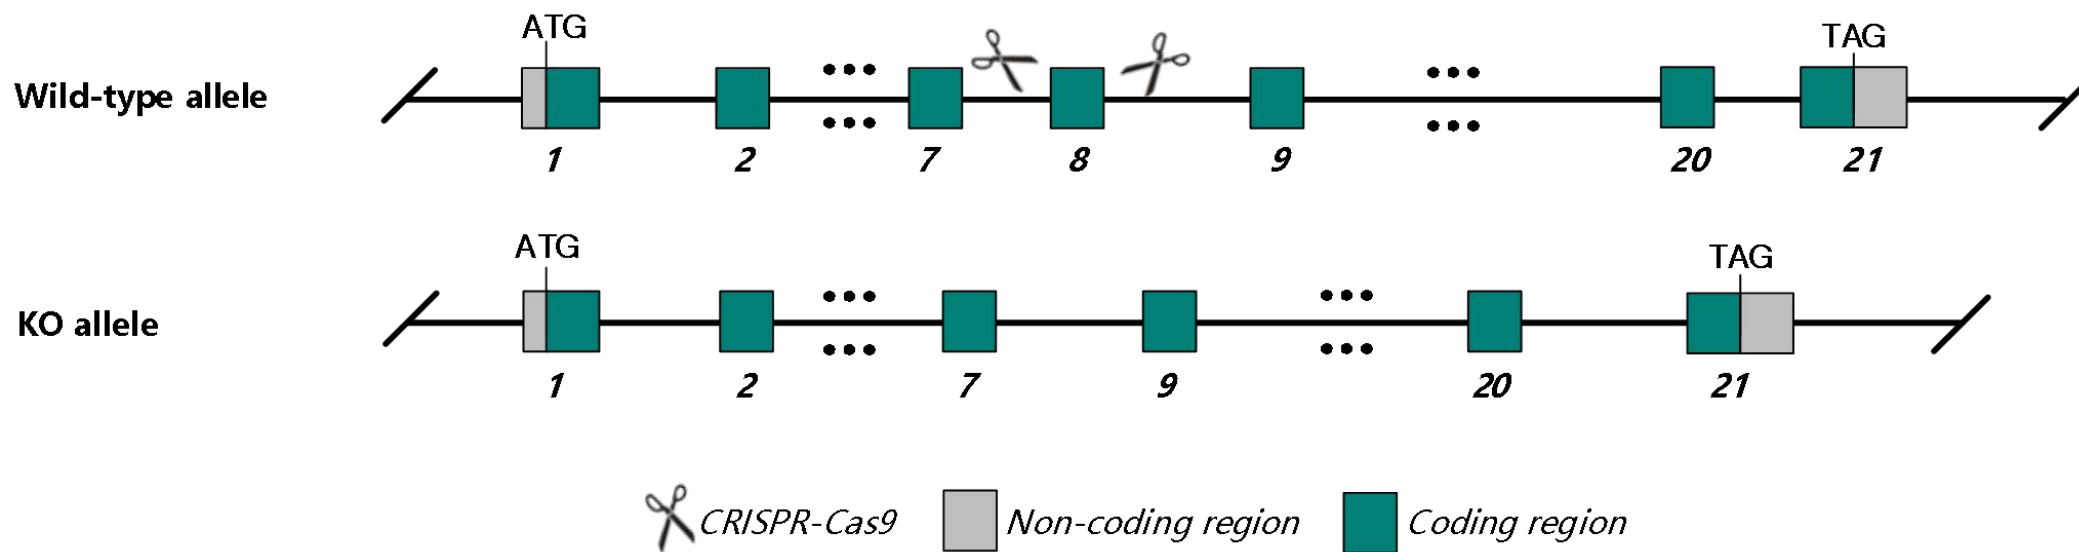 ATG
TAG
Wild-type allele
1 2 7 8 9 20 21
ATG
TAG
KO allele
1 2 7 9 20 21
CRISPR-Cas9 Non-coding region Coding region